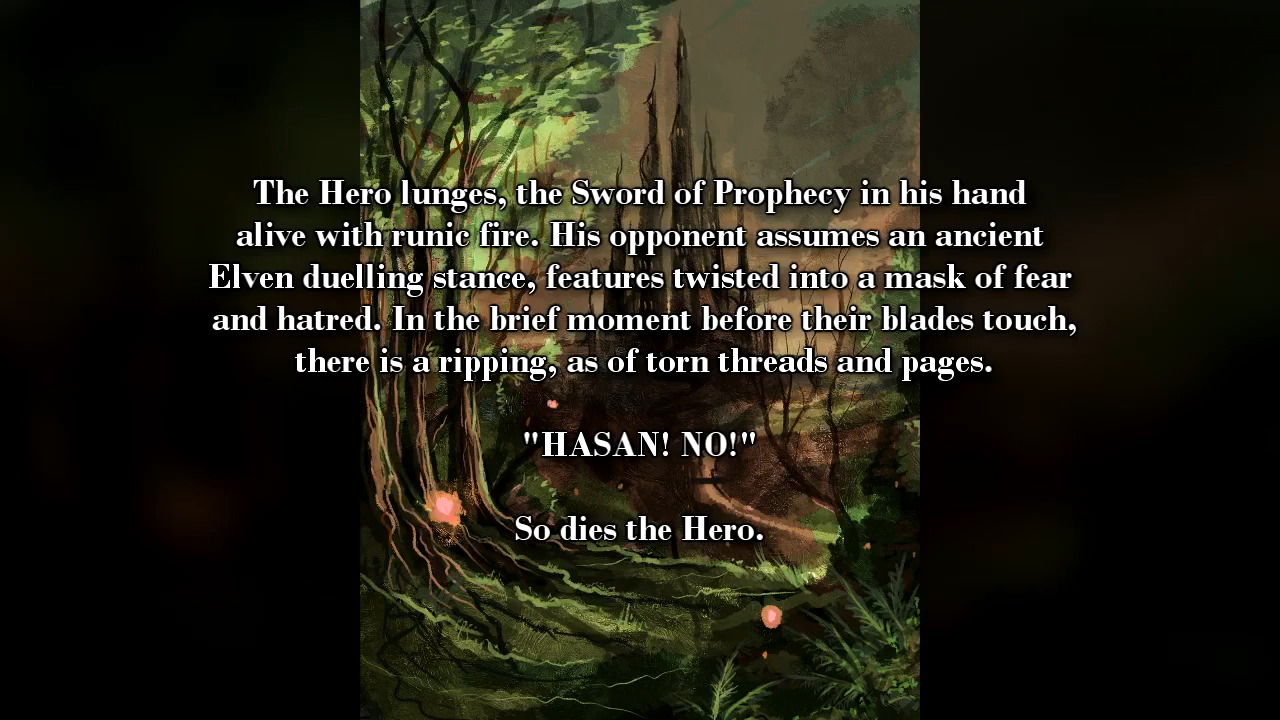 The Hero lunges, the Sword of Prophecy in his hand
alive with runic fire. His opponent assumes an ancient
Elven duelling stance, features twisted into a mask of fear
and hatred. In the brief moment before their blades touch,
there is a ripping, as of torn threads and pages.
"HASAN! NO!"
So dies the Hero.